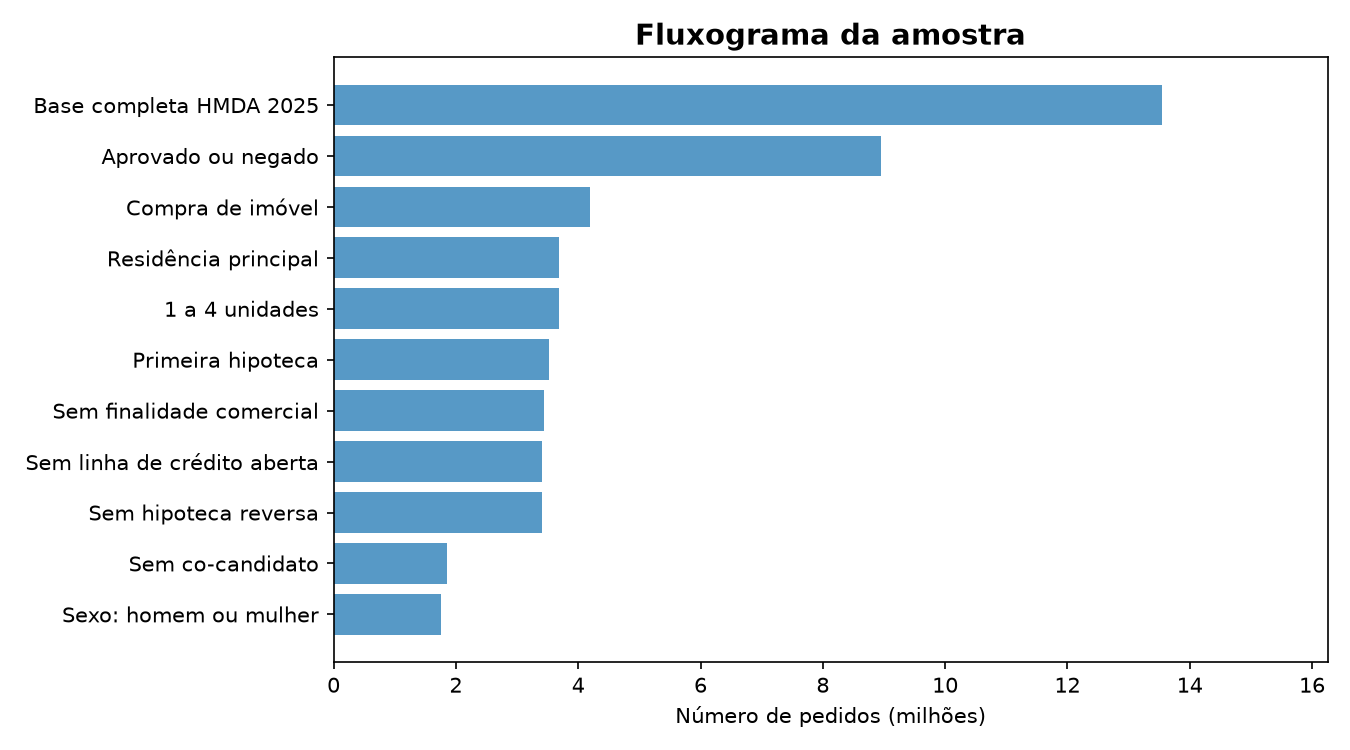 Fluxograma da amostra
Base completa HMDA 2025
Aprovado ou negado
Compra de imóvel
Residência principal
1 a 4 unidades
Primeira hipoteca
Sem finalidade comercial
Sem linha de crédito aberta
Sem hipoteca reversa
Sem co-candidato
Sexo: homem ou mulher
0 2 4 6 8 10 12 14 16
Número de pedidos (milhões)